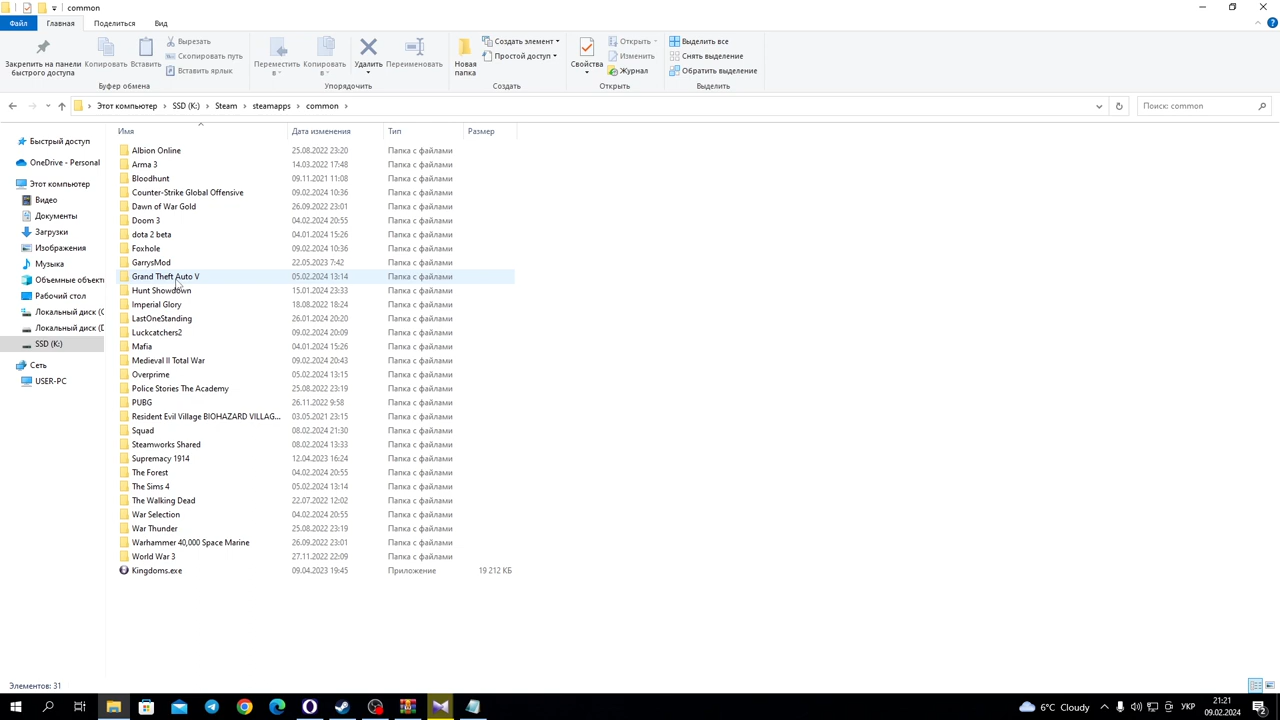 common
Файл Главная Поделиться Вид
Закрепить на панели быстрого доступа
Копировать
Вставить
Вырезать
Скопировать путь
Вставить ярлык
Буфер обмена
Переместить в
Копировать в
Удалить
Переименовать
Упорядочить
Новая папка
Создать элемент
Простой доступ
Создать
Свойства
Открыть
Изменить
Журнал
Открыть
Выделить все
Снять выделение
Обратить выделение
Выделить
Этот компьютер > SSD (K:) > Steam > steamapps > common >
Поиск: common
Быстрый доступ
OneDrive - Personal
Этот компьютер
Видео
Документы
Загрузки
Изображения
Музыка
Объемные объект
Рабочий стол
Локальный диск (C
Локальный диск (D
SSD (K:)
Сеть
USER-PC
Имя Дата изменения Тип Размер
Albion Online 25.08.2022 23:20 Папка с файлами
Arma 3 14.03.2022 17:48 Папка с файлами
Bloodhunt 09.11.2021 11:08 Папка с файлами
Counter-Strike Global Offensive 09.02.2024 10:36 Папка с файлами
Dawn of War Gold 26.09.2022 23:01 Папка с файлами
Doom 3 04.02.2024 20:55 Папка с файлами
dota 2 beta 04.01.2024 15:26 Папка с файлами
Foxhole 09.02.2024 10:36 Папка с файлами
GarrysMod 22.05.2023 7:42 Папка с файлами
Grand Theft Auto V 05.02.2024 13:14 Папка с файлами
Hunt Showdown 15.01.2024 23:33 Папка с файлами
Imperial Glory 18.08.2022 18:24 Папка с файлами
LastOneStanding 26.01.2024 20:20 Папка с файлами
Luckcatchers2 09.02.2024 20:09 Папка с файлами
Mafia 04.01.2024 15:26 Папка с файлами
Medieval II Total War 09.02.2024 20:43 Папка с файлами
Overprime 05.02.2024 13:15 Папка с файлами
Police Stories The Academy 25.08.2022 23:19 Папка с файлами
PUBG 26.11.2022 9:58 Папка с файлами
Resident Evil Village BIOHAZARD VILLAG... 03.05.2021 23:15 Папка с файлами
Squad 08.02.2024 21:30 Папка с файлами
Steamworks Shared 08.02.2024 13:33 Папка с файлами
Supremacy 1914 12.04.2023 16:24 Папка с файлами
The Forest 04.02.2024 20:55 Папка с файлами
The Sims 4 05.02.2024 13:14 Папка с файлами
The Walking Dead 22.07.2022 12:02 Папка с файлами
War Selection 04.02.2024 20:55 Папка с файлами
War Thunder 25.08.2022 23:19 Папка с файлами
Warhammer 40,000 Space Marine 26.09.2022 23:01 Папка с файлами
World War 3 27.11.2022 22:09 Папка с файлами
Kingdoms.exe 09.04.2023 19:45 Приложение 19 212 КБ
Элементов: 31
6°C Cloudy
УКР
21:21
09.02.2024
2